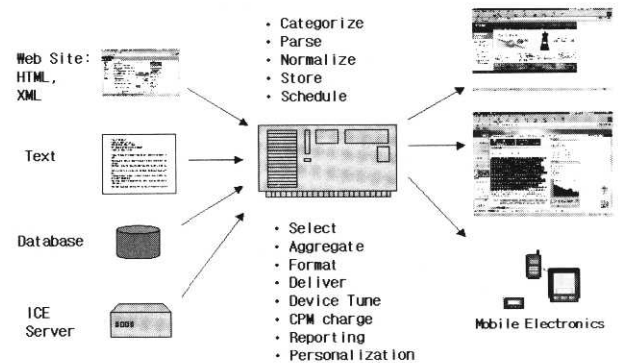 Web Site:
HTML,
XML
Text
Database
ICE
Server
• Categorize
• Parse
• Normalize
• Store
• Schedule
• Select
• Aggregate
• Format
• Deliver
• Device Tune
• CPM charge
• Reporting
• Personalization
Mobile Electronics